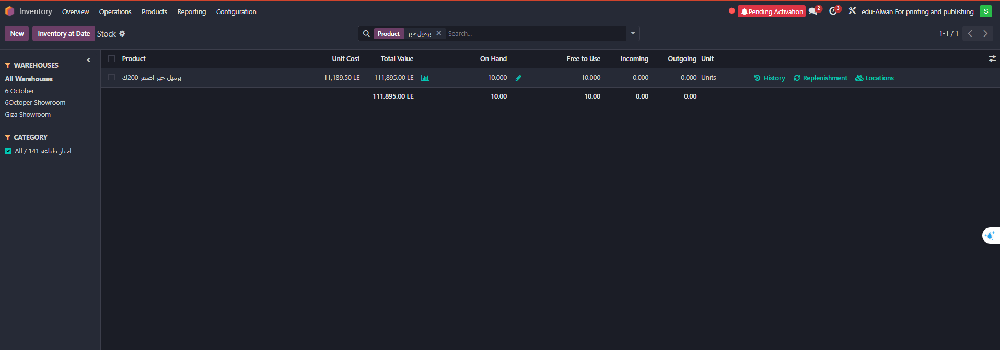 Inventory Overview Operations Products Reporting Configuration Pending Activation 2 3 edu-Alwan For printing and publishing S
New Inventory at Date Stock Product برميل حبر Search... 1-1 / 1
WAREHOUSES
All Warehouses
6 October
6Octoper Showroom
Giza Showroom
CATEGORY
All / احبار طباعة 141
Product Unit Cost Total Value On Hand Free to Use Incoming Outgoing Unit
برميل حبر اصفر 200ك 11,189.50 LE 111,895.00 LE 10.000 10.000 0.000 0.000 Units History Replenishment Locations
111,895.00 LE 10.00 10.00 0.00 0.00